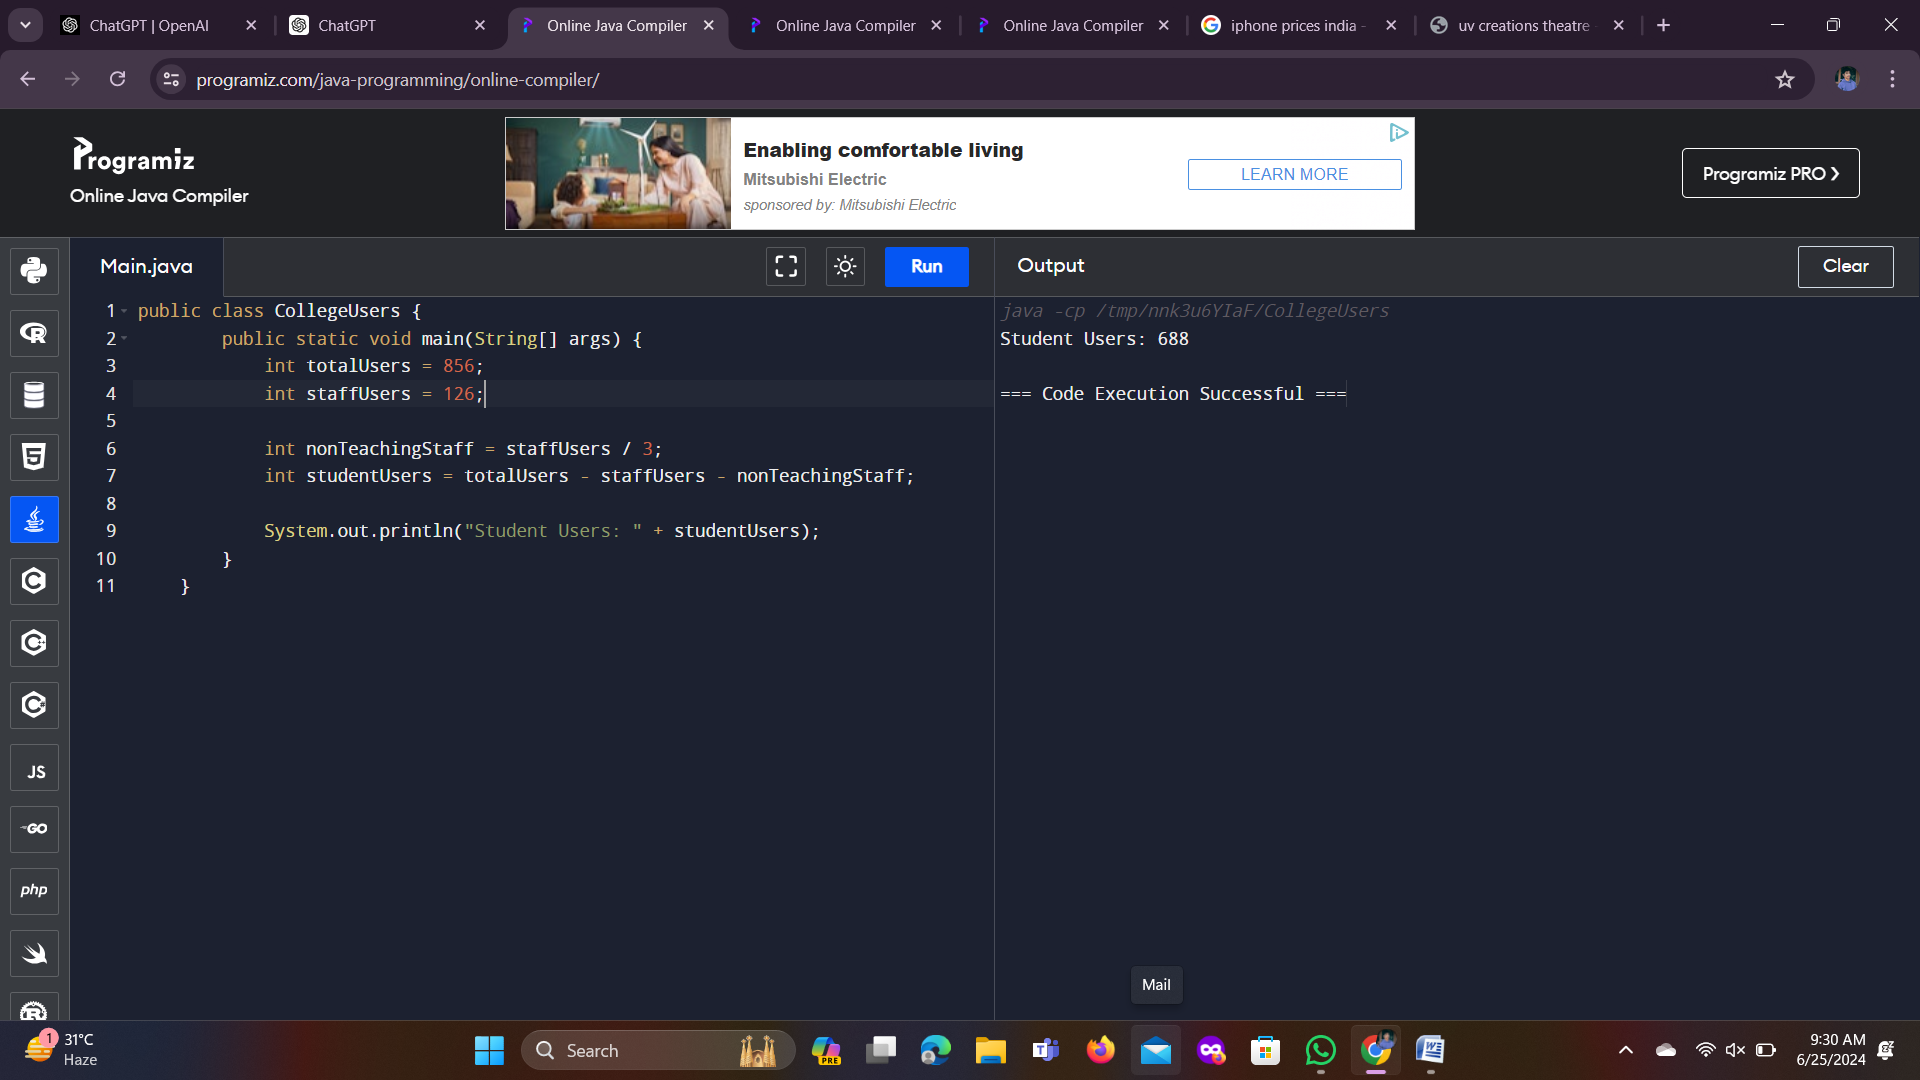 ChatGPT | OpenAI
ChatGPT
Online Java Compiler
Online Java Compiler
Online Java Compiler
iphone prices india -
uv creations theatre
programiz.com/java-programming/online-compiler/
Programiz
Online Java Compiler
Enabling comfortable living
Mitsubishi Electric
sponsored by: Mitsubishi Electric
LEARN MORE
Programiz PRO
Main.java
Run
Output
Clear
1 public class CollegeUsers {
2 public static void main(String[] args) {
3 int totalUsers = 856;
4 int staffUsers = 126;
5
6 int nonTeachingStaff = staffUsers / 3;
7 int studentUsers = totalUsers - staffUsers - nonTeachingStaff;
8
9 System.out.println("Student Users: " + studentUsers);
10 }
11 }
java -cp /tmp/nnk3u6YIaF/CollegeUsers
Student Users: 688
=== Code Execution Successful ===
JS
GO
php
Mail
1
31°C
Haze
Search
PRE
9:30 AM
6/25/2024